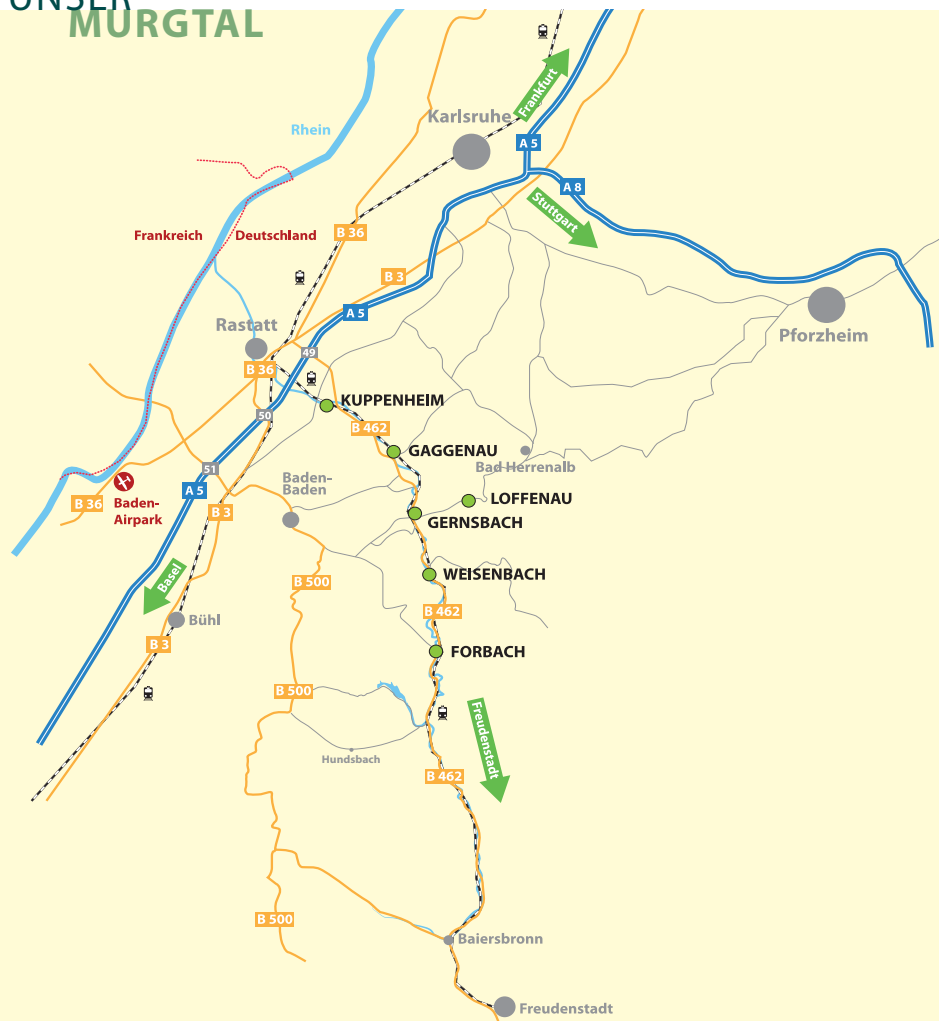 UNSER
MURGTAL
Frankfurt
Karlsruhe
Rhein
A 5
A 8
Stuttgart
Frankreich
Deutschland
B 36
B 3
A 5
Rastatt
Pforzheim
49
B 36
KUPPENHEIM
50
B 462
GAGGENAU
Bad Herrenalb
51
Baden-
Baden
A 5
LOFFENAU
B 36
Baden-
Airpark
B 3
GERNSBACH
Basel
WEISENBACH
B 500
B 462
Bühl
B 3
FORBACH
B 500
Freudenstadt
Hundsbach
B 462
B 500
Baiersbronn
Freudenstadt